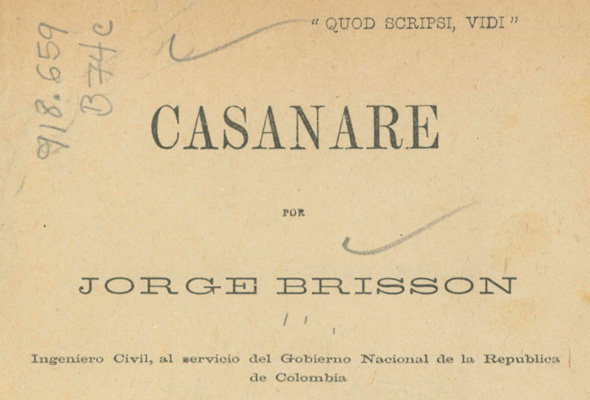 918.659
B74c
“ QUOD SCRIPSI, VIDI ”
CASANARE
POR
JORGE BRISSON
Ingeniero Civil, al servicio del Gobierno Nacional de la Republica
de Colombia